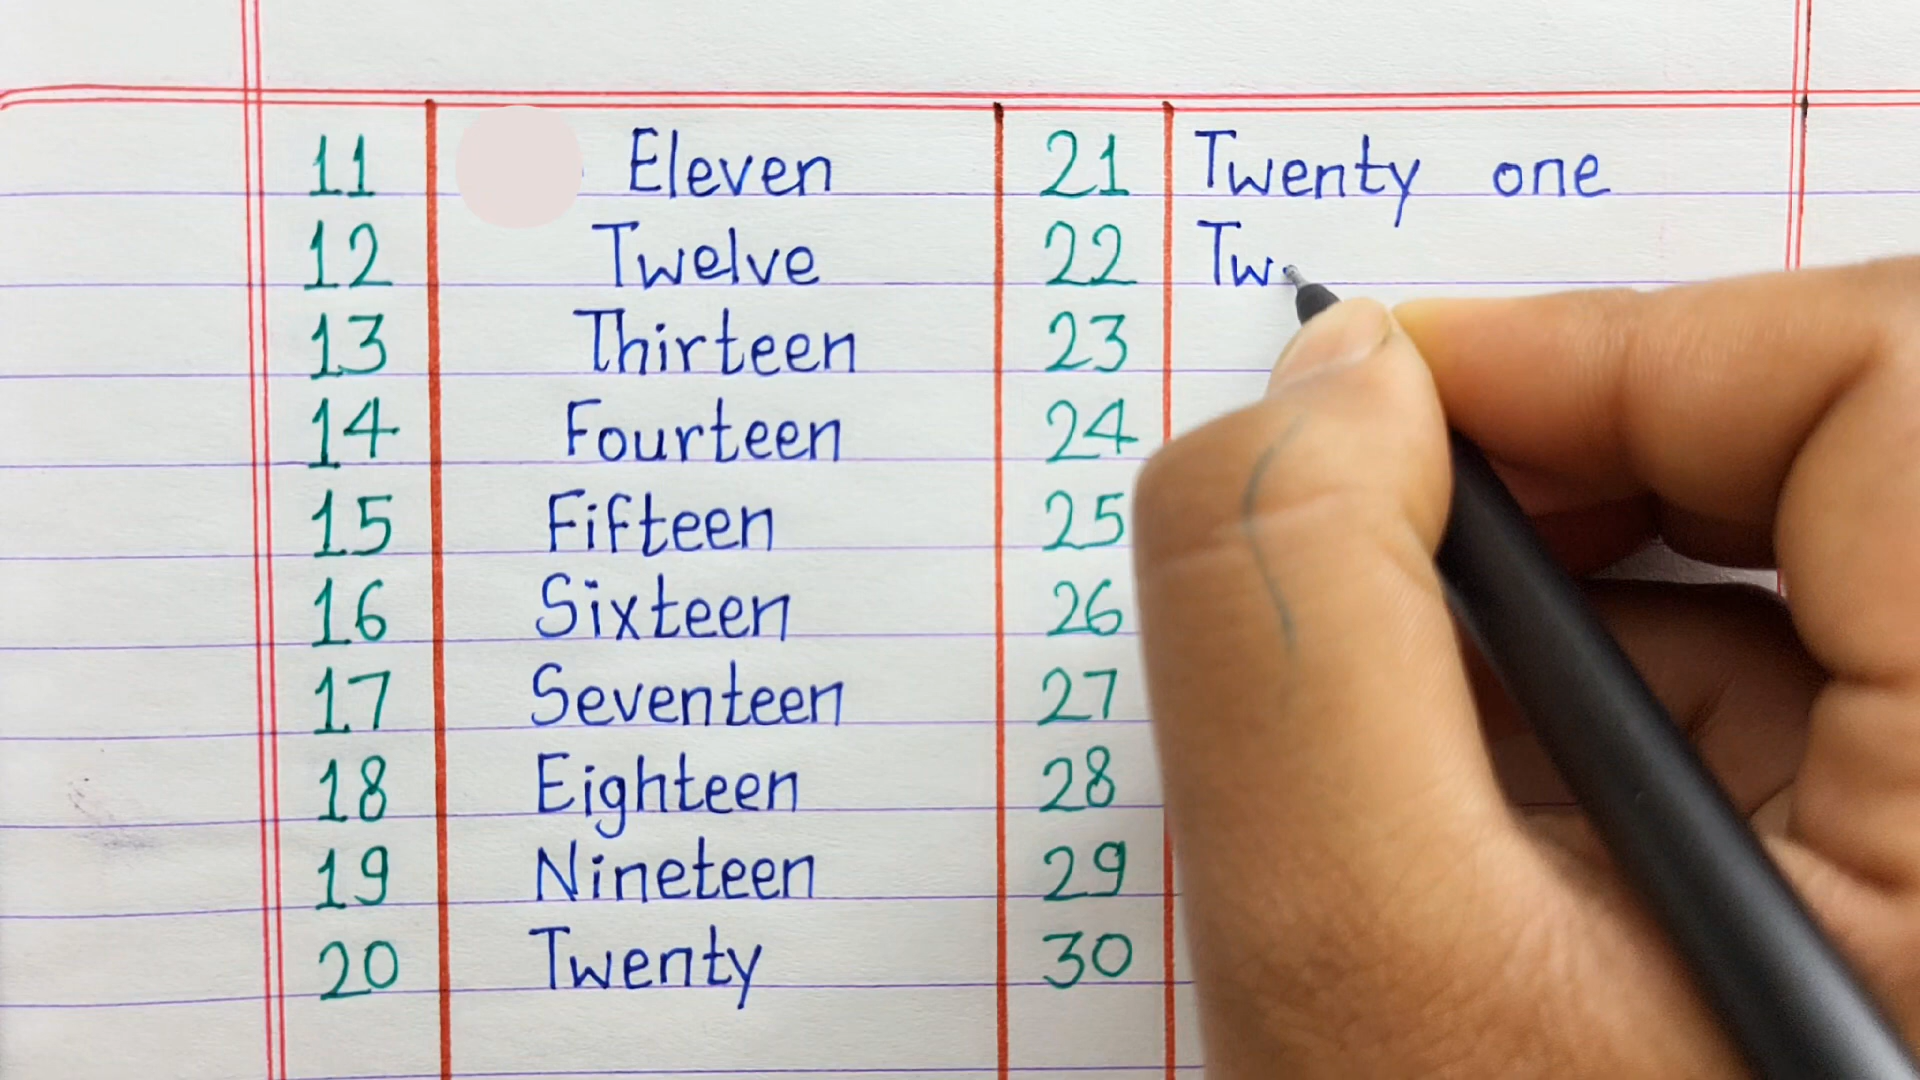 11 Eleven 21 Twenty one
12 Twelve 22 Tw
13 Thirteen 23
14 Fourteen 24
15 Fifteen 25
16 Sixteen 26
17 Seventeen 27
18 Eighteen 28
19 Nineteen 29
20 Twenty 30